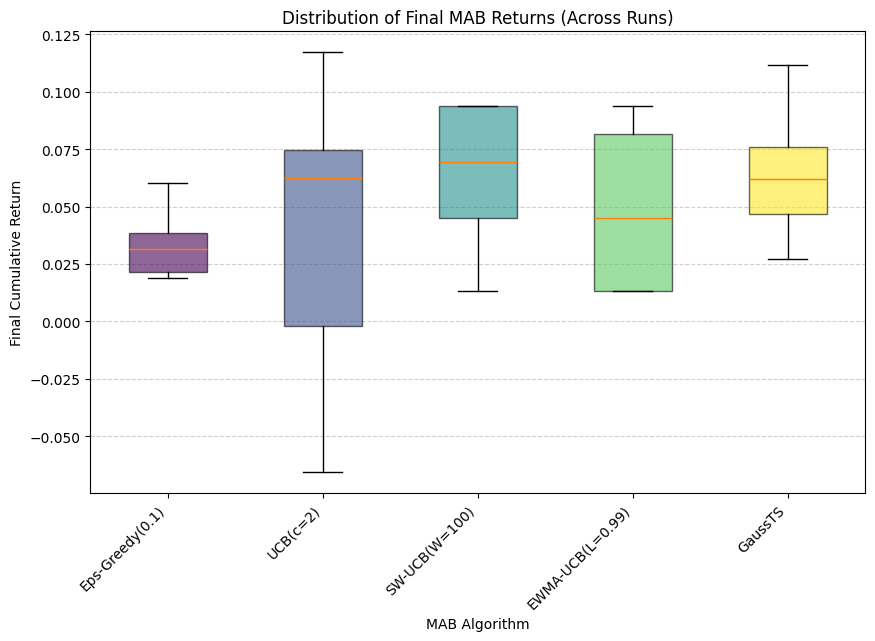 Distribution of Final MAB Returns (Across Runs)
Final Cumulative Return
0.125
0.100
0.075
0.050
0.025
0.000
−0.025
−0.050
Eps-Greedy(0.1)
UCB(c=2)
SW-UCB(W=100)
EWMA-UCB(L=0.99)
GaussTS
MAB Algorithm